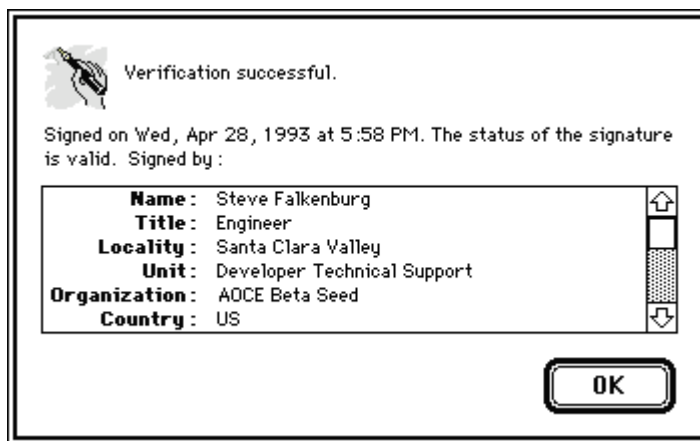 Verification successful.
Signed on Wed, Apr 28, 1993 at 5:58 PM. The status of the signature
is valid.  Signed by :
Name : Steve Falkenburg
Title : Engineer
Locality : Santa Clara Valley
Unit : Developer Technical Support
Organization : AOCE Beta Seed
Country : US
OK